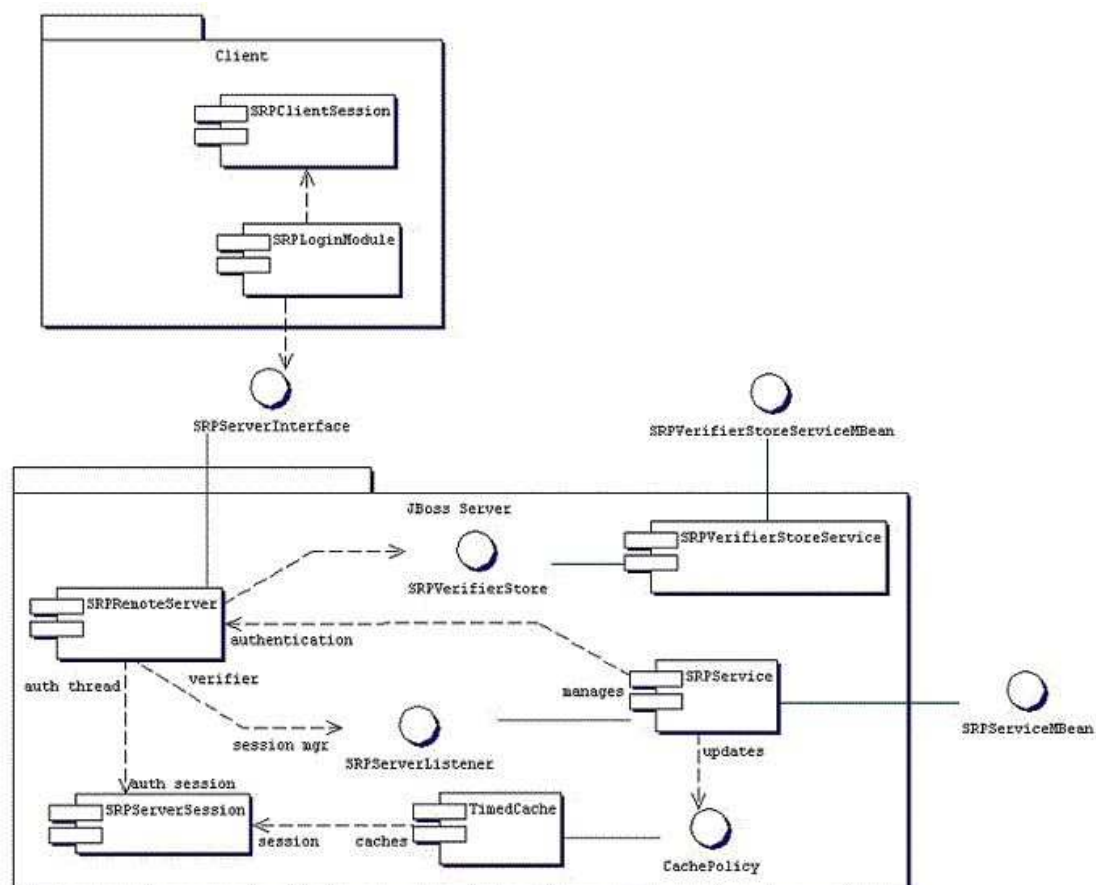 Client
SRPClientSession
SRPLoginModule
SRPServerInterface
SRPVerifierStoreServiceMBean
JBoss Server
SRPVerifierStoreService
SRPVerifierStore
SRPRemoteServer
authentication
auth thread
verifier
manages
SRPService
session mgr
SRPServerListener
SRPServiceMBean
updates
auth session
SRPServerSession
TimedCache
session
caches
CachePolicy